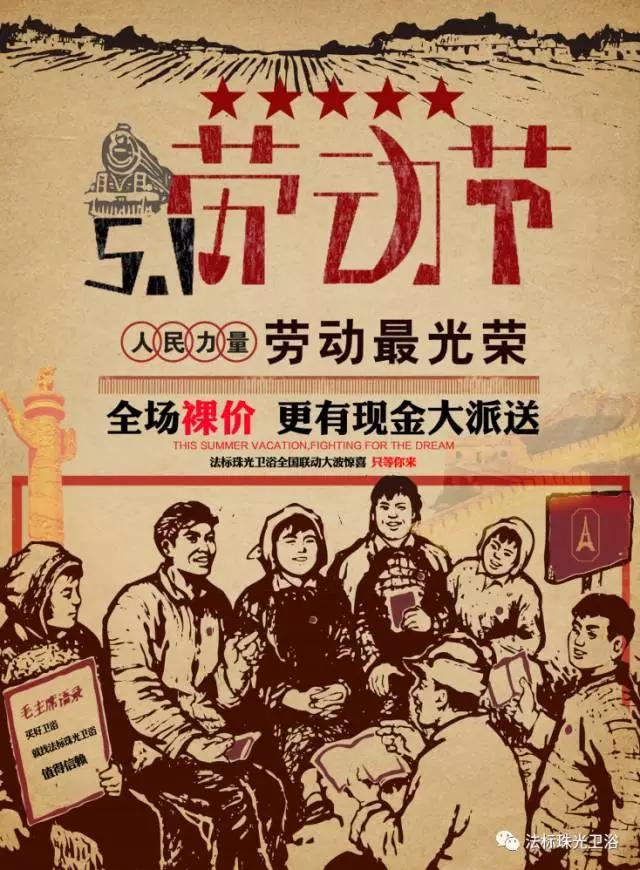 劳动节
5.1
人民力量 劳动最光荣
全场裸价 更有现金大派送
THIS SUMMER VACATION,FIGHTING FOR THE DREAM
法标珠光卫浴全国联动大波惊喜 只等你来
毛主席语录
买好卫浴
就找法标珠光卫浴
值得信赖
法标珠光卫浴